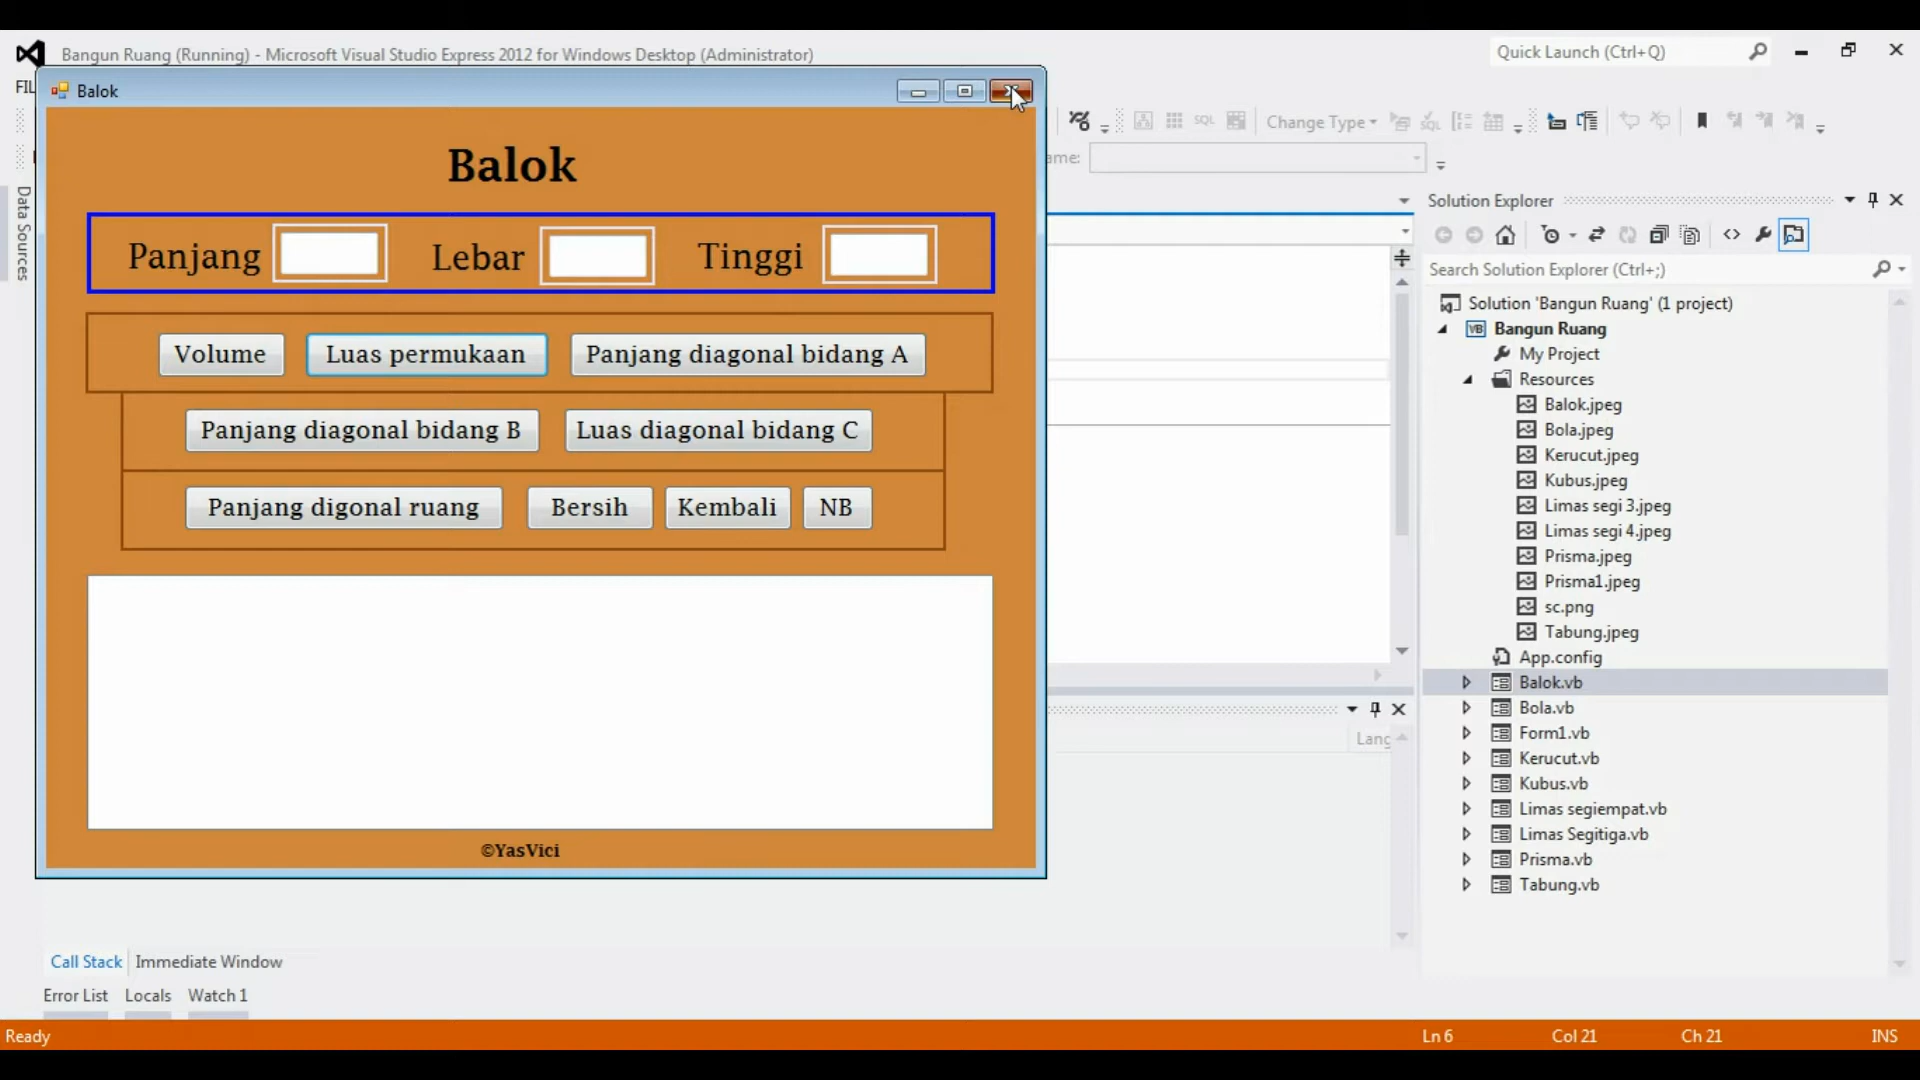 Bangun Ruang (Running) - Microsoft Visual Studio Express 2012 for Windows Desktop (Administrator)
Quick Launch (Ctrl+Q)
FIL
Balok
SQL
Change Type
SQL
ame:
Data Sources
Balok
Panjang
Lebar
Tinggi
Volume
Luas permukaan
Panjang diagonal bidang A
Panjang diagonal bidang B
Luas diagonal bidang C
Panjang digonal ruang
Bersih
Kembali
NB
©YasVici
Lang
Solution Explorer
Search Solution Explorer (Ctrl+;)
Solution 'Bangun Ruang' (1 project)
VB Bangun Ruang
My Project
Resources
Balok.jpeg
Bola.jpeg
Kerucut.jpeg
Kubus.jpeg
Limas segi 3.jpeg
Limas segi 4.jpeg
Prisma.jpeg
Prisma1.jpeg
sc.png
Tabung.jpeg
App.config
Balok.vb
Bola.vb
Form1.vb
Kerucut.vb
Kubus.vb
Limas segiempat.vb
Limas Segitiga.vb
Prisma.vb
Tabung.vb
Call Stack
Immediate Window
Error List
Locals
Watch 1
Ready
Ln 6
Col 21
Ch 21
INS